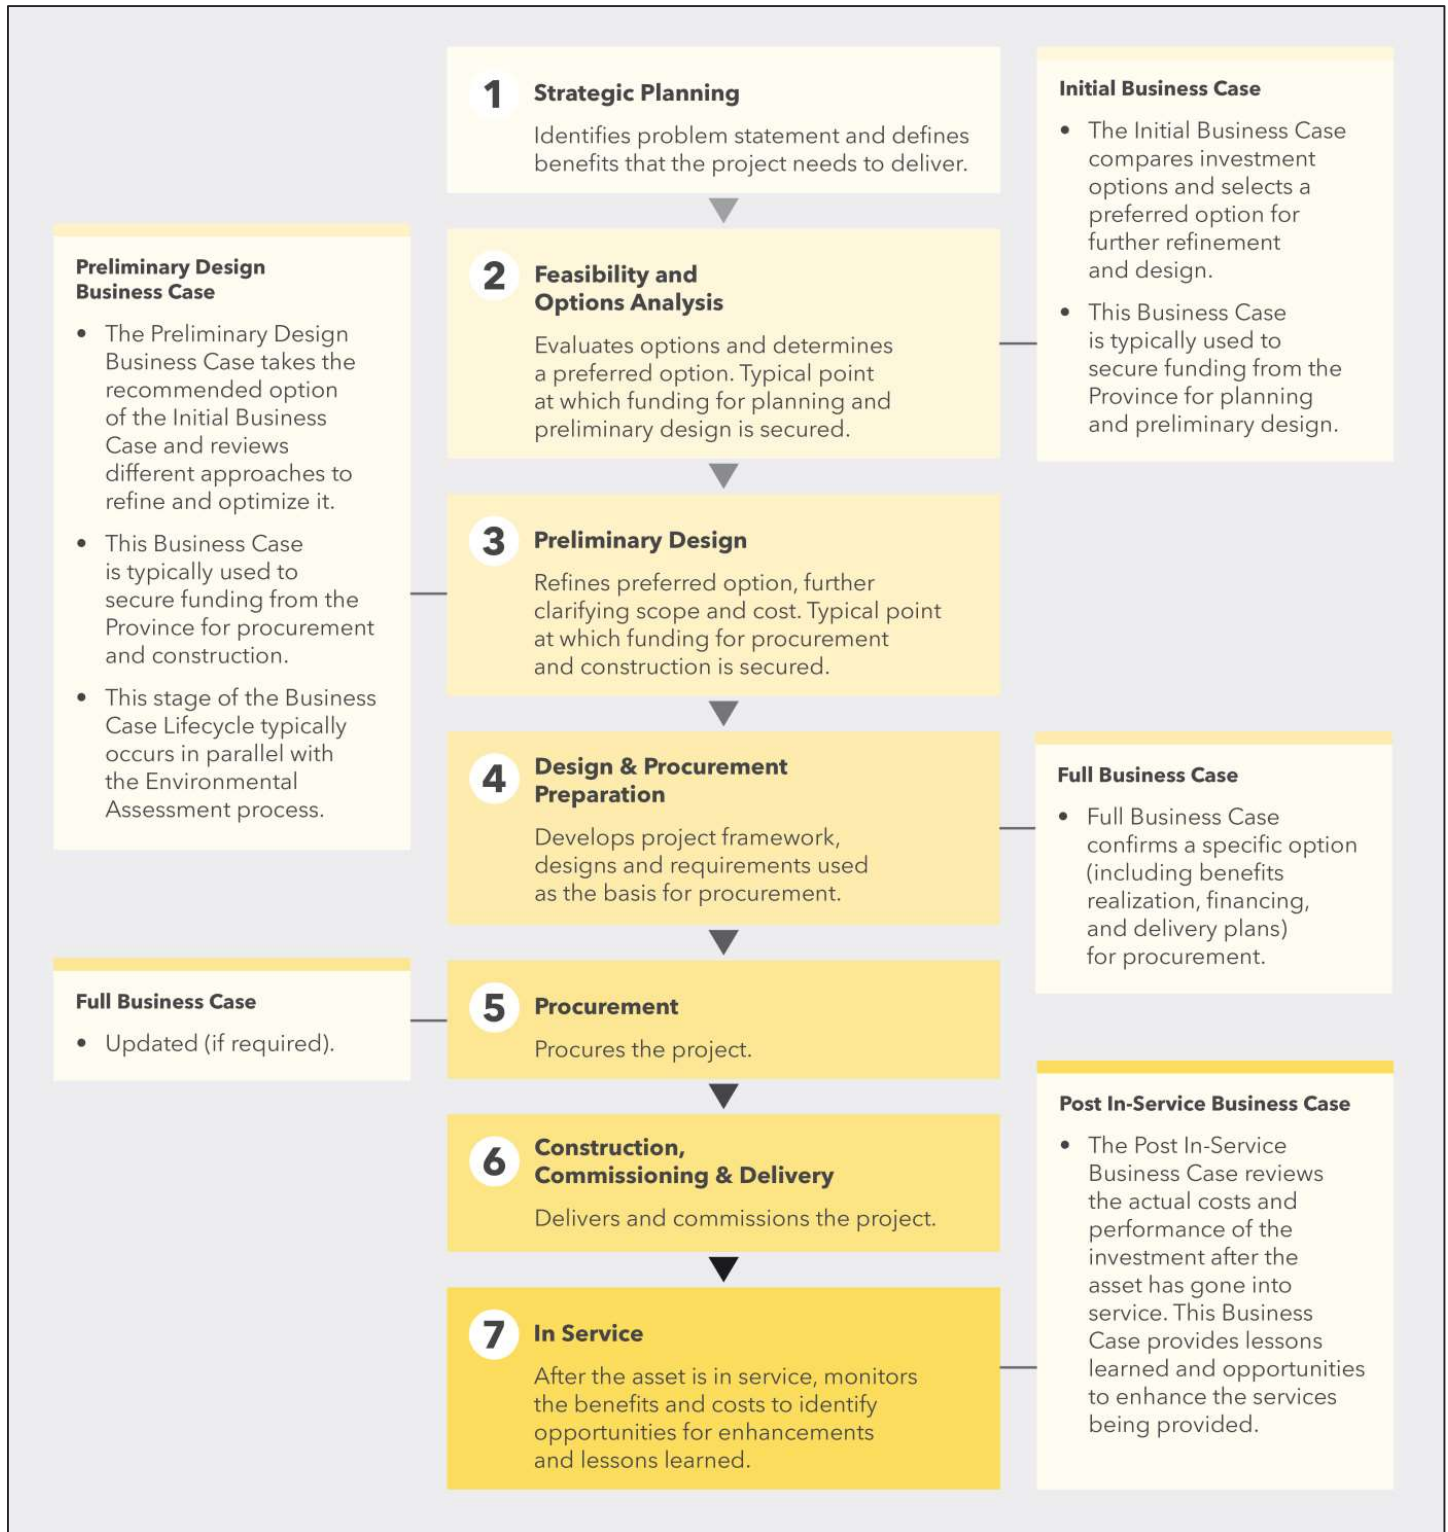 1
Strategic Planning
Identifies problem statement and defines
benefits that the project needs to deliver.
Initial Business Case
• The Initial Business Case
compares investment
options and selects a
preferred option for
further refinement
and design.
• This Business Case
is typically used to
secure funding from the
Province for planning
and preliminary design.
2
Feasibility and
Options Analysis
Evaluates options and determines
a preferred option. Typical point
at which funding for planning and
preliminary design is secured.
Preliminary Design
Business Case
• The Preliminary Design
Business Case takes the
recommended option
of the Initial Business
Case and reviews
different approaches to
refine and optimize it.
• This Business Case
is typically used to
secure funding from the
Province for procurement
and construction.
• This stage of the Business
Case Lifecycle typically
occurs in parallel with
the Environmental
Assessment process.
3
Preliminary Design
Refines preferred option, further
clarifying scope and cost. Typical point
at which funding for procurement
and construction is secured.
4
Design & Procurement
Preparation
Develops project framework,
designs and requirements used
as the basis for procurement.
Full Business Case
• Full Business Case
confirms a specific option
(including benefits
realization, financing,
and delivery plans)
for procurement.
Full Business Case
• Updated (if required).
5
Procurement
Procures the project.
6
Construction,
Commissioning & Delivery
Delivers and commissions the project.
7
In Service
After the asset is in service, monitors
the benefits and costs to identify
opportunities for enhancements
and lessons learned.
Post In-Service Business Case
• The Post In-Service
Business Case reviews
the actual costs and
performance of the
investment after the
asset has gone into
service. This Business
Case provides lessons
learned and opportunities
to enhance the services
being provided.